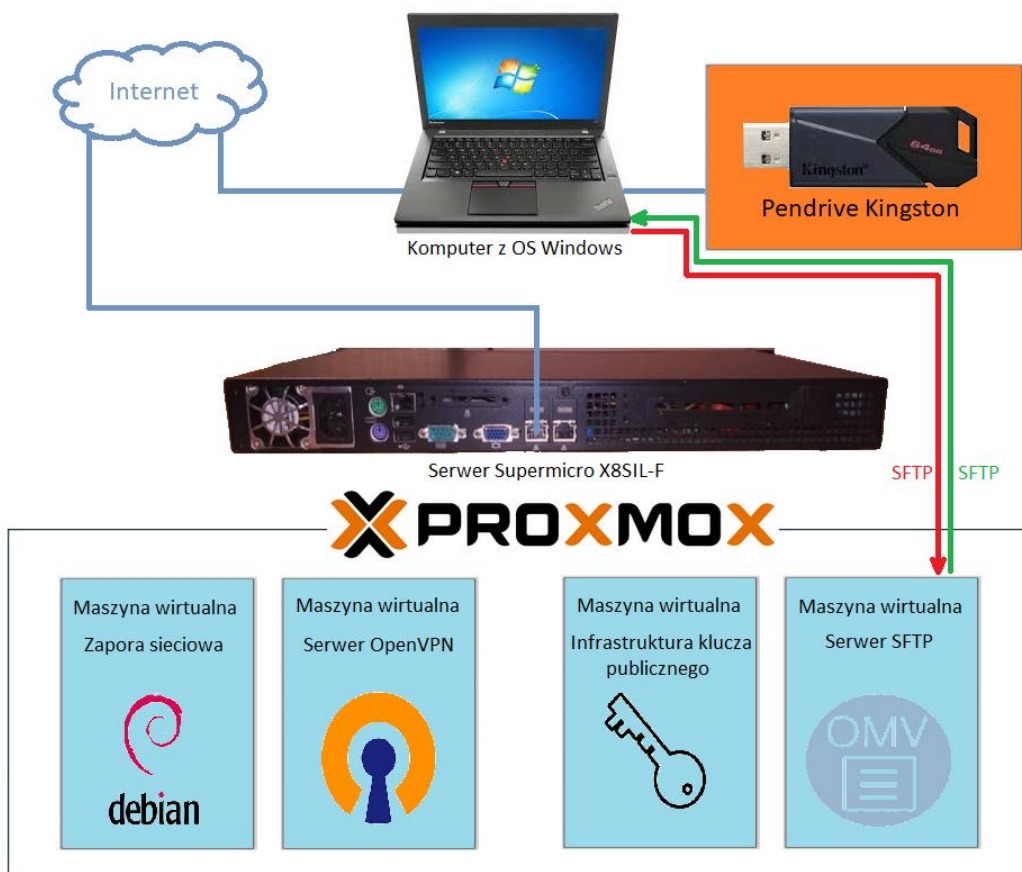 Internet
Kingston
64GB
Pendrive Kingston
Komputer z OS Windows
Serwer Supermicro X8SIL-F
SFTP
SFTP
PROXMOX
Maszyna wirtualna
Zapora sieciowa
debian
Maszyna wirtualna
Serwer OpenVPN
Maszyna wirtualna
Infrastruktura klucza
publicznego
Maszyna wirtualna
Serwer SFTP
OMV